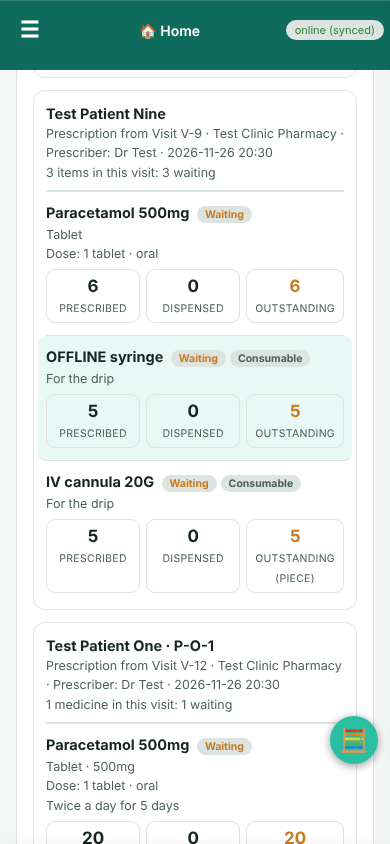 🏠 Home
online (synced)
Test Patient Nine
Prescription from Visit V-9 · Test Clinic Pharmacy ·
Prescriber: Dr Test · 2026-11-26 20:30
3 items in this visit: 3 waiting
Paracetamol 500mg Waiting
Tablet
Dose: 1 tablet · oral
6 0 6
PRESCRIBED DISPENSED OUTSTANDING
OFFLINE syringe Waiting Consumable
For the drip
5 0 5
PRESCRIBED DISPENSED OUTSTANDING
IV cannula 20G Waiting Consumable
For the drip
5 0 5
PRESCRIBED DISPENSED OUTSTANDING
(PIECE)
Test Patient One · P-O-1
Prescription from Visit V-12 · Test Clinic Pharmacy
· Prescriber: Dr Test · 2026-11-26 20:30
1 medicine in this visit: 1 waiting
Paracetamol 500mg Waiting
Tablet · 500mg
Dose: 1 tablet · oral
Twice a day for 5 days
20 0 20